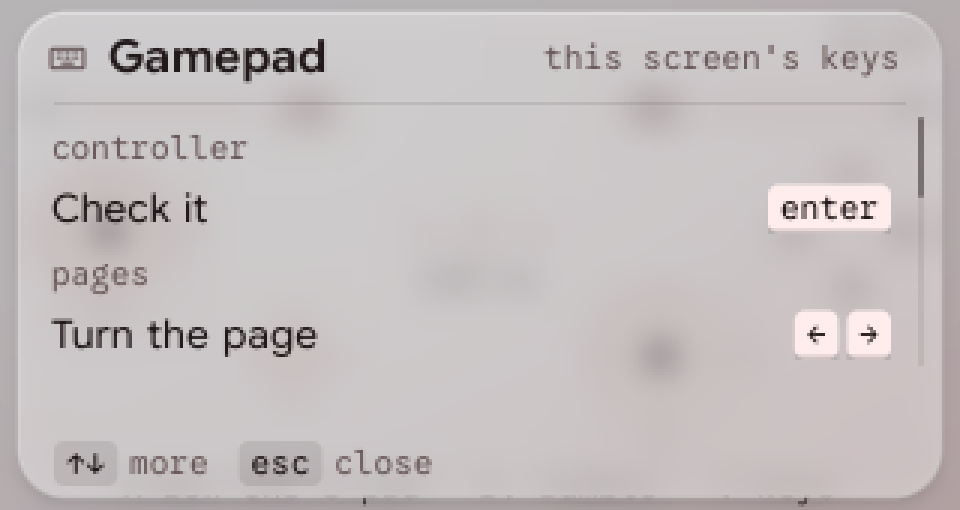 Gamepad this screen's keys
controller
Check it enter
pages
Turn the page ← →
↑↓ more esc close